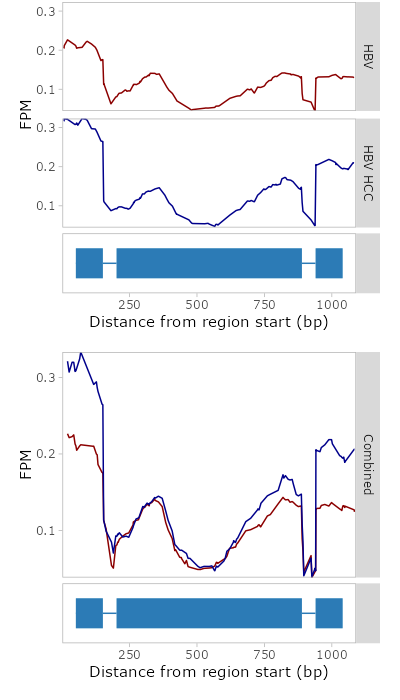 0.3
0.2
0.1
HBV
FPM
0.3
0.2
0.1
HBV HCC
250 500 750 1000
Distance from region start (bp)
0.3
0.2
0.1
FPM
Combined
250 500 750 1000
Distance from region start (bp)